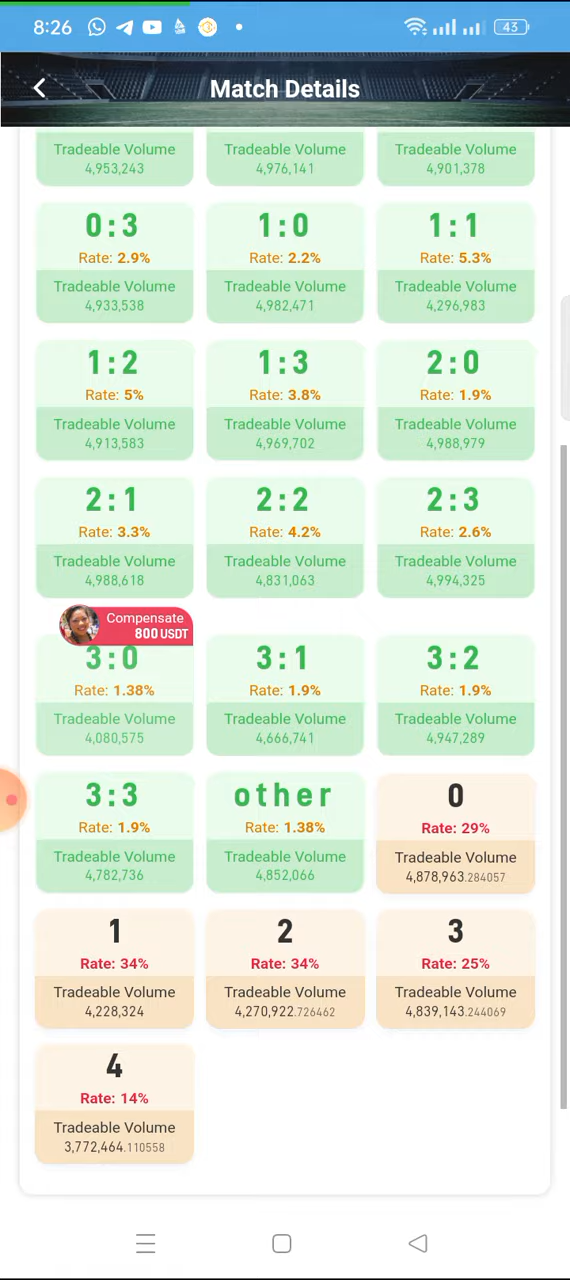 8:26
43
Match Details
Tradeable Volume Tradeable Volume Tradeable Volume
4,953,243 4,976,141 4,901,378
0:3 1:0 1:1
Rate: 2.9% Rate: 2.2% Rate: 5.3%
Tradeable Volume Tradeable Volume Tradeable Volume
4,933,538 4,982,471 4,296,983
1:2 1:3 2:0
Rate: 5% Rate: 3.8% Rate: 1.9%
Tradeable Volume Tradeable Volume Tradeable Volume
4,913,583 4,969,702 4,988,979
2:1 2:2 2:3
Rate: 3.3% Rate: 4.2% Rate: 2.6%
Tradeable Volume Tradeable Volume Tradeable Volume
4,988,618 4,831,063 4,994,325
Compensate
800 USDT
3:0 3:1 3:2
Rate: 1.38% Rate: 1.9% Rate: 1.9%
Tradeable Volume Tradeable Volume Tradeable Volume
4,080,575 4,666,741 4,947,289
3:3 other 0
Rate: 1.9% Rate: 1.38% Rate: 29%
Tradeable Volume Tradeable Volume Tradeable Volume
4,782,736 4,852,066 4,878,963.284057
1 2 3
Rate: 34% Rate: 34% Rate: 25%
Tradeable Volume Tradeable Volume Tradeable Volume
4,228,324 4,270,922.726462 4,839,143.244069
4
Rate: 14%
Tradeable Volume
3,772,464.110558